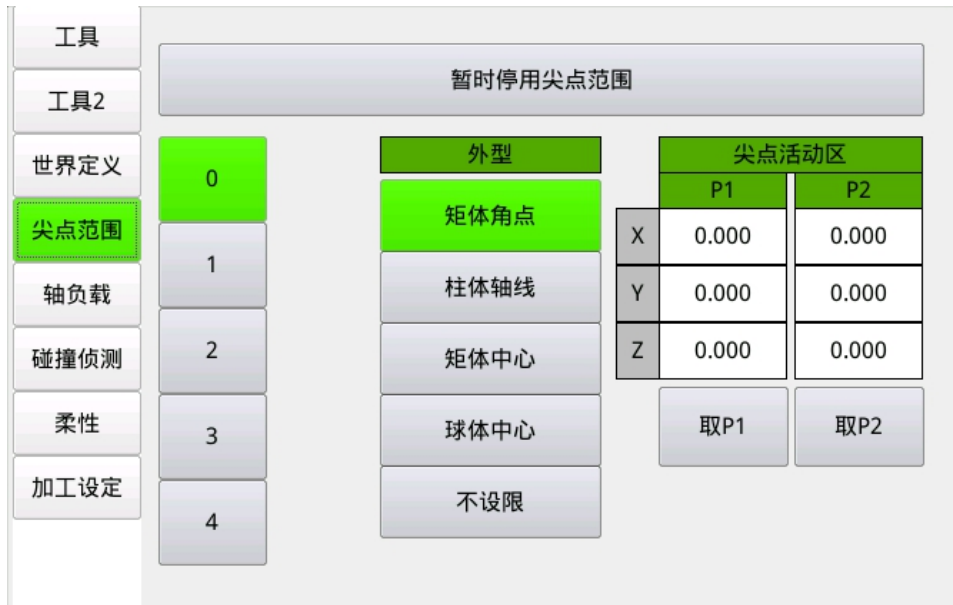 工具
工具2
世界定义
尖点范围
轴负载
碰撞侦测
柔性
加工设定
暂时停用尖点范围
0
1
2
3
4
外型
矩体角点
柱体轴线
矩体中心
球体中心
不设限
尖点活动区
P1 P2
X 0.000 0.000
Y 0.000 0.000
Z 0.000 0.000
取P1 取P2